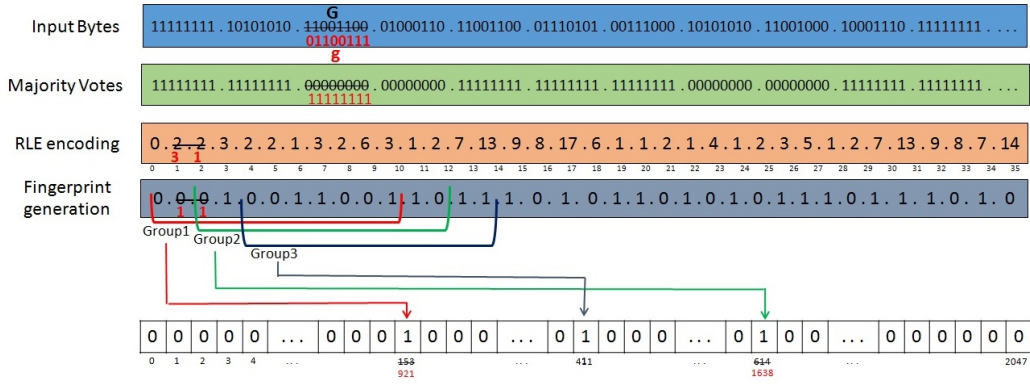 G
Input Bytes 11111111 . 10101010 . 11001100 . 01000110 . 11001100 . 01110101 . 00111000 . 10101010 . 11001000 . 10001110 . 11111111 . . . .
01100111
g
Majority Votes 11111111 . 11111111 . 00000000 . 00000000 . 11111111 . 11111111 . 11111111 . 00000000 . 00000000 . 11111111 . 11111111 . . . .
11111111
RLE encoding 0 . 2 . 2 . 3 . 2 . 2 . 1 . 3 . 2 . 6 . 3 . 1 . 2 . 7 . 13 . 9 . 8 . 17 . 6 . 1 . 1 . 2 . 1 . 4 . 1 . 2 . 3 . 5 . 1 . 2 . 7 . 13 . 9 . 8 . 7 . 14
3 1
0 1 2 3 4 5 6 7 8 9 10 11 12 13 14 15 16 17 18 19 20 21 22 23 24 25 26 27 28 29 30 31 32 33 34 35
Fingerprint generation 0 . 0 . 0 . 1 . 0 . 0 . 1 . 1 . 0 . 0 . 1 . 1 . 0 . 1 . 1 . 1 . 0 . 1 . 0 . 1 . 1 . 0 . 1 . 0 . 1 . 0 . 1 . 1 . 1 . 0 . 1 . 1 . 1 . 0 . 1 . 0
1 1
Group1
Group2
Group3
0 0 0 0 0 ... 0 0 0 1 0 0 0 ... 0 1 0 0 0 ... 0 1 0 0 ... 0 0 0 0 0 0
0 1 2 3 4 ... 153 ... 411 ... 614 ... 2047
921 1638